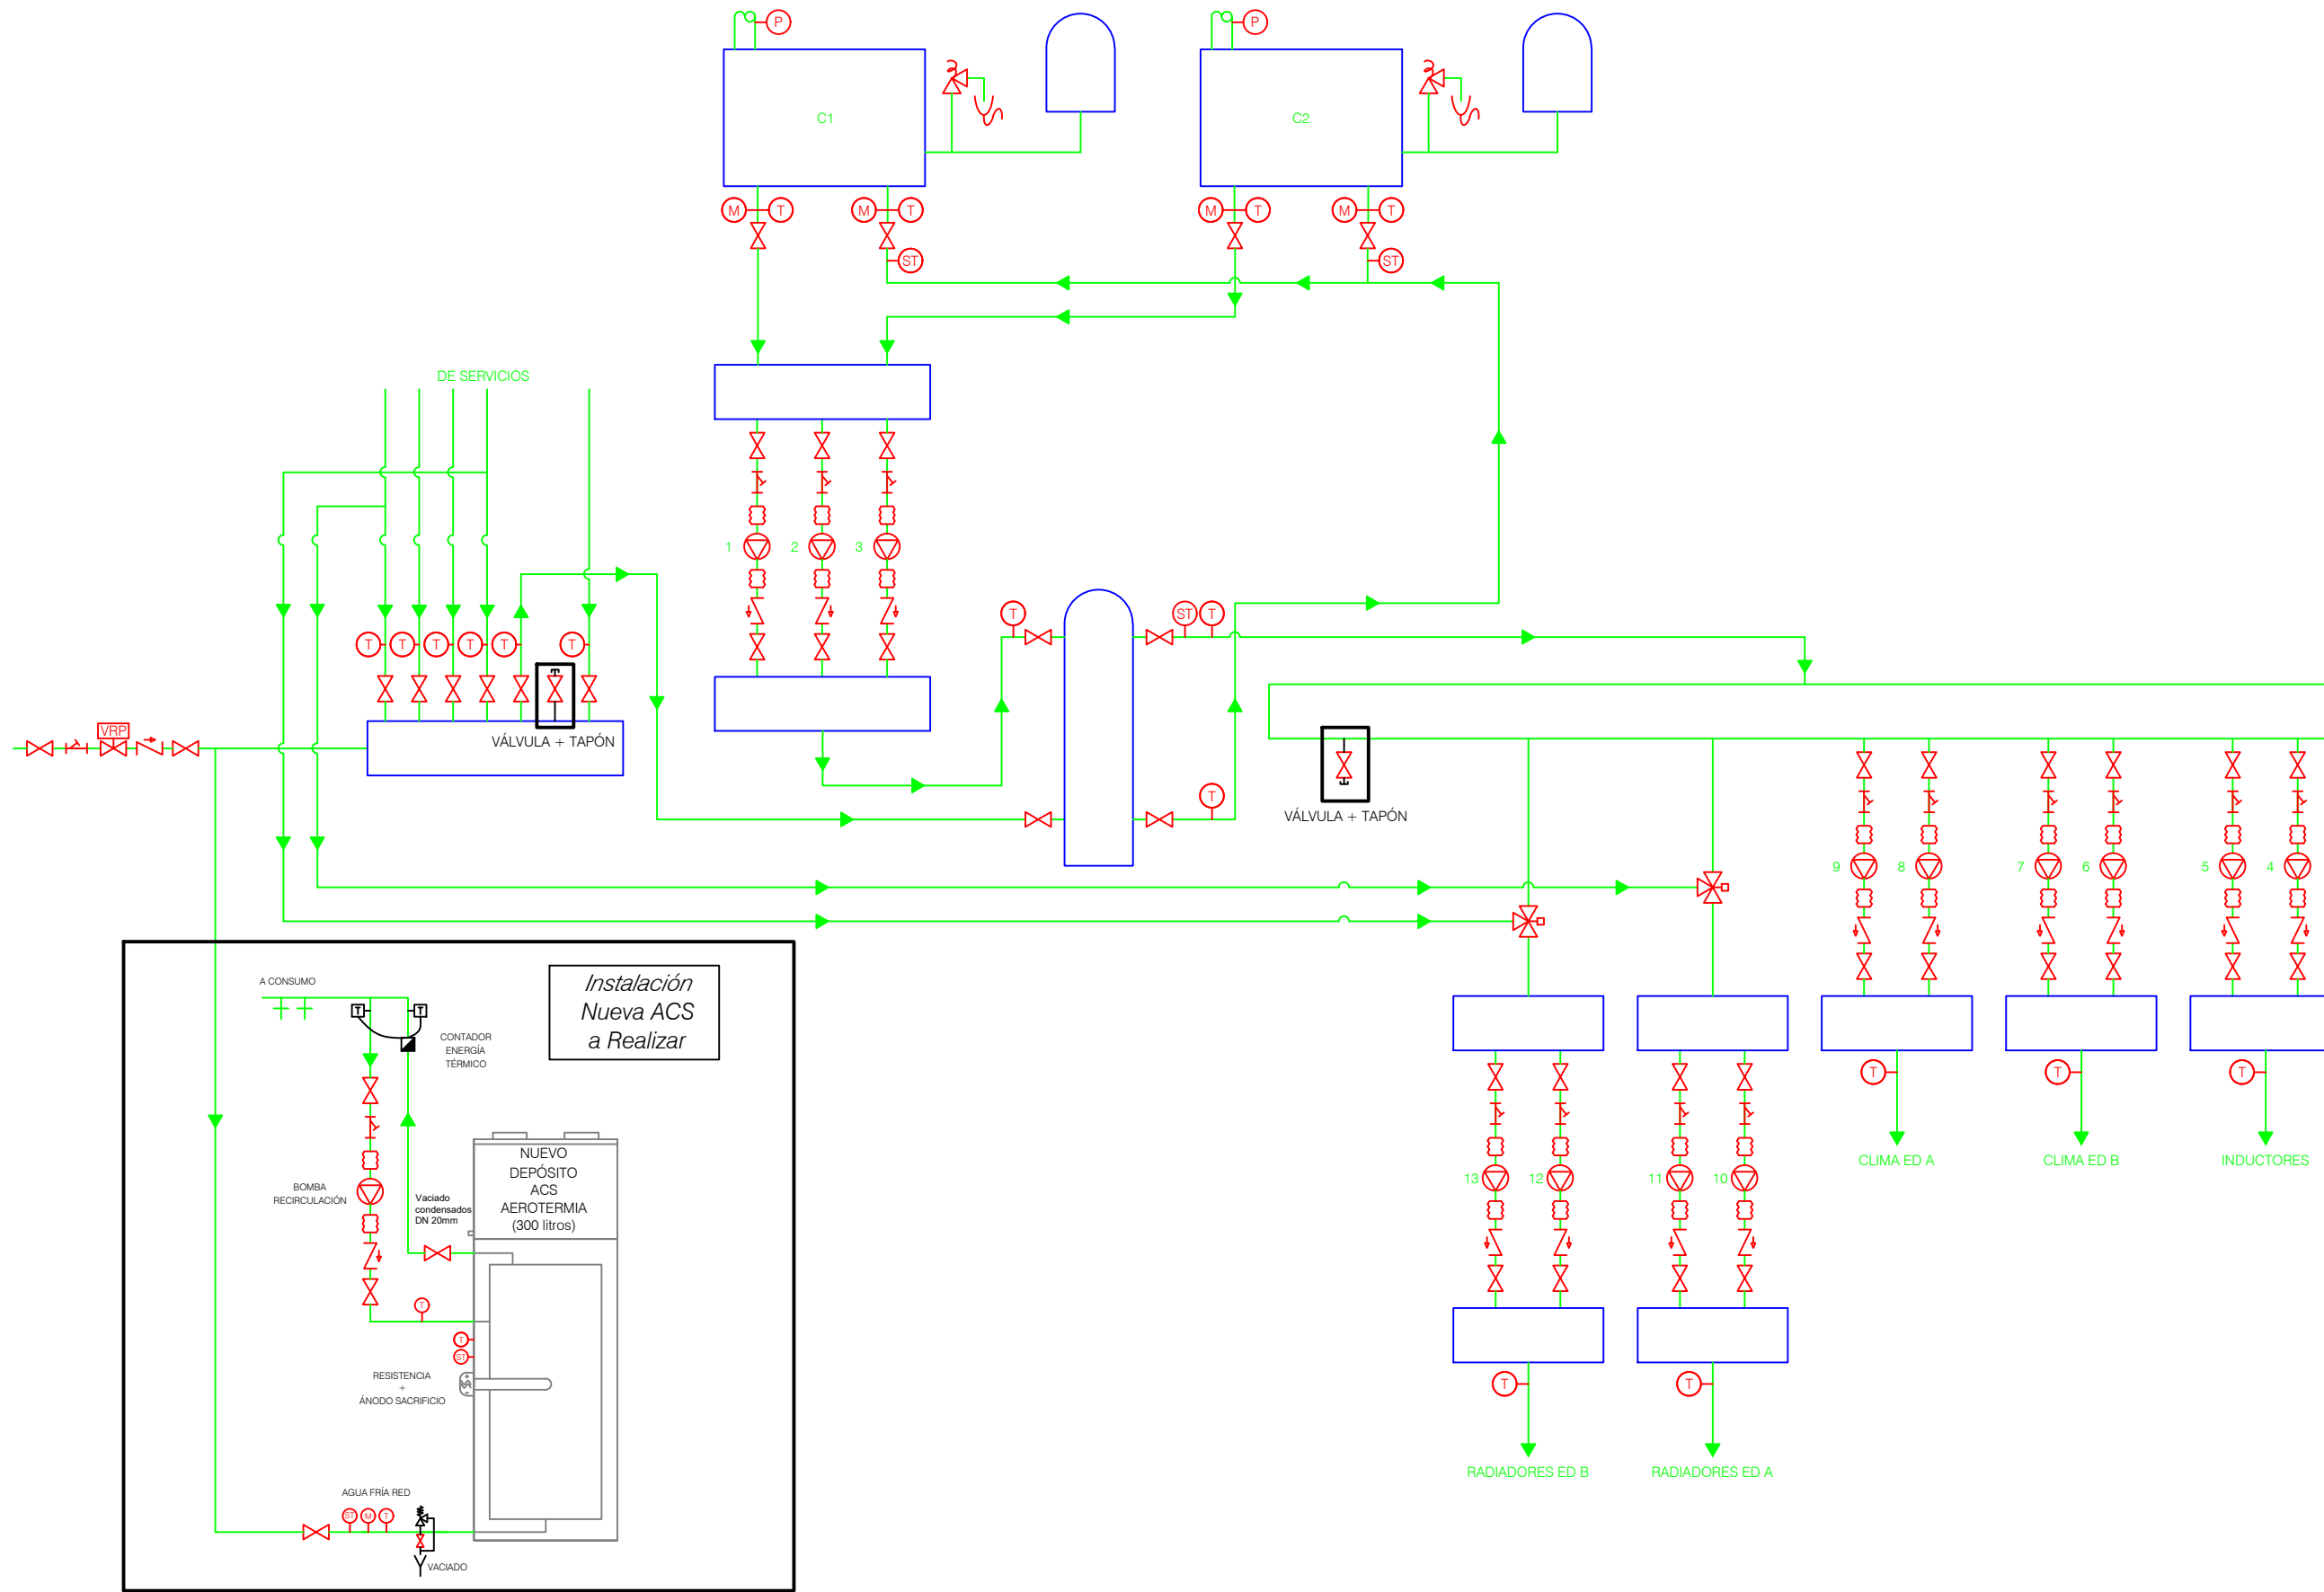 P
P
C1
C2
M
T
M
T
M
T
M
T
ST
ST
DE SERVICIOS
1
2
3
T
T
T
T
T
T
T
ST
T
VRP
VÁLVULA + TAPÓN
T
VÁLVULA + TAPÓN
9
8
7
6
5
4
A CONSUMO
Instalación
Nueva ACS
a Realizar
T
T
CONTADOR
ENERGÍA
TÉRMICO
T
T
T
NUEVO
DEPÓSITO
ACS
AEROTERMIA
(300 litros)
BOMBA
RECIRCULACIÓN
Vaciado
condensados
DN 20mm
CLIMA ED A
CLIMA ED B
INDUCTORES
13
12
11
10
T
T
ST
RESISTENCIA
+
ÁNODO SACRIFICIO
T
T
RADIADORES ED B
RADIADORES ED A
AGUA FRÍA RED
ST
M
T
VACIADO